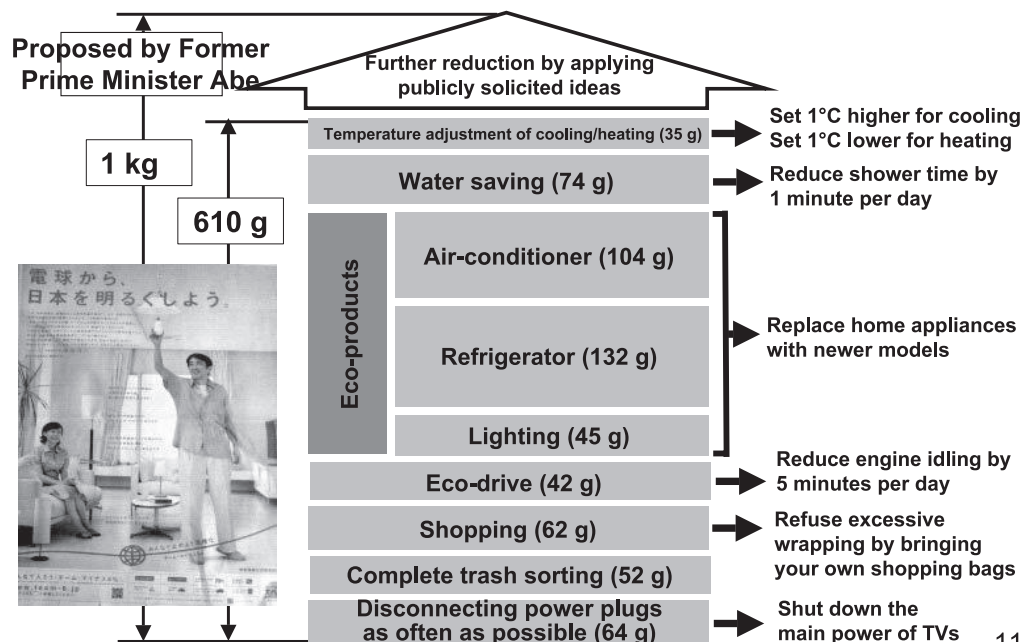 Proposed by Former
Prime Minister Abe
1 kg
610 g
Further reduction by applying
publicly solicited ideas
Temperature adjustment of cooling/heating (35 g)
Set 1°C higher for cooling
Set 1°C lower for heating
Water saving (74 g)
Reduce shower time by
1 minute per day
Eco-products
Air-conditioner (104 g)
Refrigerator (132 g)
Lighting (45 g)
Replace home appliances
with newer models
Eco-drive (42 g)
Reduce engine idling by
5 minutes per day
Shopping (62 g)
Refuse excessive
wrapping by bringing
your own shopping bags
Complete trash sorting (52 g)
Disconnecting power plugs
as often as possible (64 g)
Shut down the
main power of TVs
電球から、
日本を明るくしよう。
11